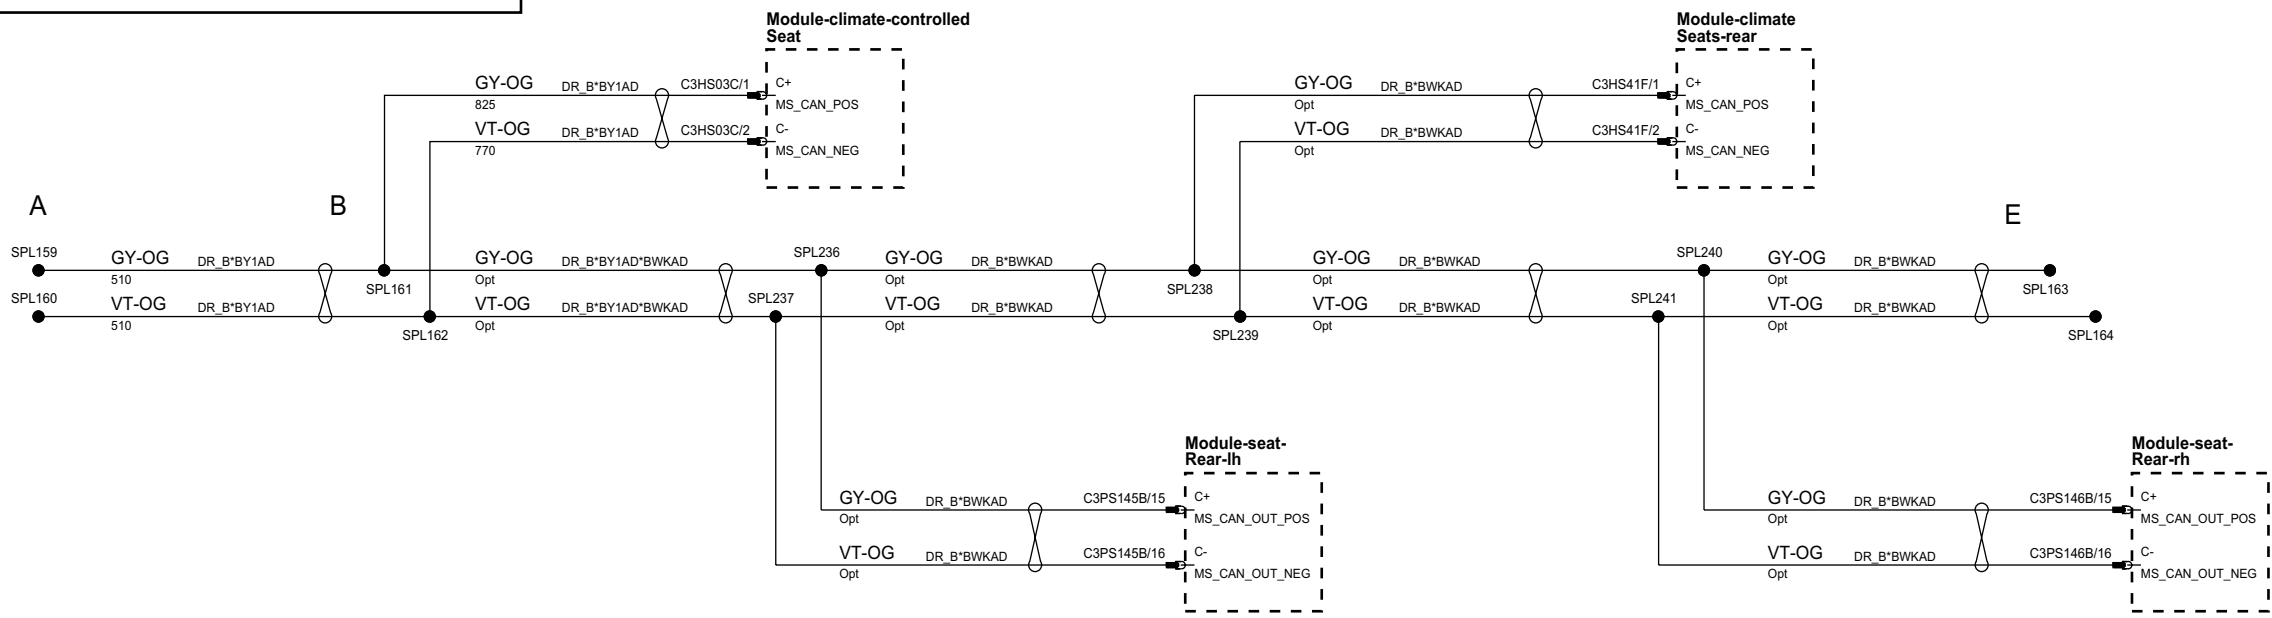 Module-climate-controlled
Seat
GY-OG
DR_B*BY1AD
C3HS03C/1
C+
825
MS_CAN_POS
VT-OG
DR_B*BY1AD
C3HS03C/2
C-
770
MS_CAN_NEG
Module-climate
Seats-rear
GY-OG
DR_B*BWKAD
C3HS41F/1
C+
Opt
MS_CAN_POS
VT-OG
DR_B*BWKAD
C3HS41F/2
C-
Opt
MS_CAN_NEG
A
B
E
SPL159
GY-OG
DR_B*BY1AD
510
SPL160
VT-OG
DR_B*BY1AD
510
SPL161
SPL162
GY-OG
DR_B*BY1AD*BWKAD
Opt
VT-OG
DR_B*BY1AD*BWKAD
Opt
SPL236
SPL237
GY-OG
DR_B*BWKAD
Opt
VT-OG
DR_B*BWKAD
Opt
SPL238
SPL239
GY-OG
DR_B*BWKAD
Opt
VT-OG
DR_B*BWKAD
Opt
SPL240
SPL241
GY-OG
DR_B*BWKAD
Opt
VT-OG
DR_B*BWKAD
Opt
SPL163
SPL164
Module-seat-
Rear-lh
GY-OG
DR_B*BWKAD
C3PS145B/15
C+
Opt
MS_CAN_OUT_POS
VT-OG
DR_B*BWKAD
C3PS145B/16
C-
Opt
MS_CAN_OUT_NEG
Module-seat-
Rear-rh
GY-OG
DR_B*BWKAD
C3PS146B/15
C+
Opt
MS_CAN_OUT_POS
VT-OG
DR_B*BWKAD
C3PS146B/16
C-
Opt
MS_CAN_OUT_NEG